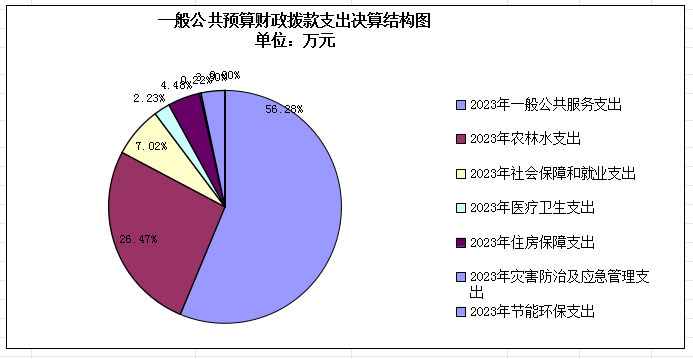 一般公共预算财政拨款支出决算结构图
单位：万元
56.28%
26.47%
7.02%
2.23%
4.48%
0.22%
2023年一般公共服务支出
2023年农林水支出
2023年社会保障和就业支出
2023年医疗卫生支出
2023年住房保障支出
2023年灾害防治及应急管理支
出
2023年节能环保支出